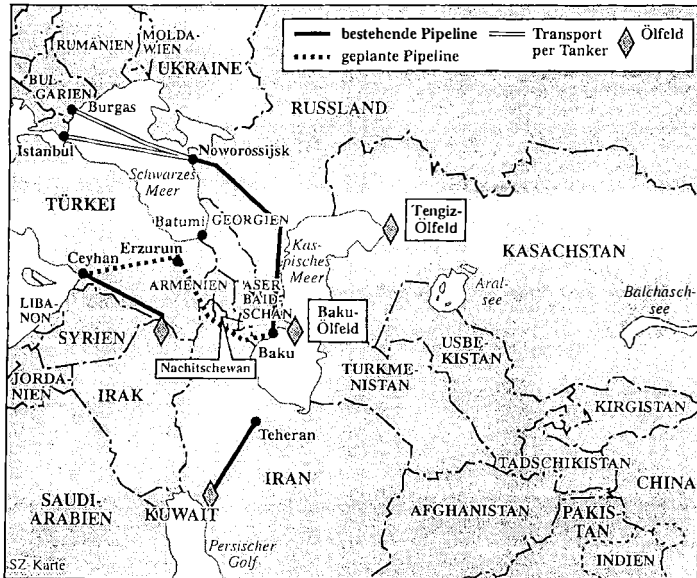 bestehende Pipeline
geplante Pipeline
Transport
per Tanker
Ölfeld
MOLDA-
WIEN
RUMÄNIEN
UKRAINE
BUL-
GARIEN
Burgas
RUSSLAND
Istanbul
Noworossijsk
Schwarzes
Meer
TÜRKEI
Batumi
GEORGIEN
Tengiz-
Ölfeld
Kas-
pisches
Meer
KASACHSTAN
Ceyhan
Erzurum
ARMENIEN
ASER
BAID-
SCHAN
Aral-
see
Balchasch-
see
LIBA-
NON
SYRIEN
Baku-
Ölfeld
USBE-
KISTAN
Baku
Nachitschewan
TURKME-
NISTAN
JORDA-
NIEN
IRAK
KIRGISTAN
Teheran
TADSCHIKISTAN
IRAN
CHINA
SAUDI-
ARABIEN
KUWAIT
AFGHANISTAN
PAKIS-
TAN
Persischer
Golf
INDIEN
SZ-Karte